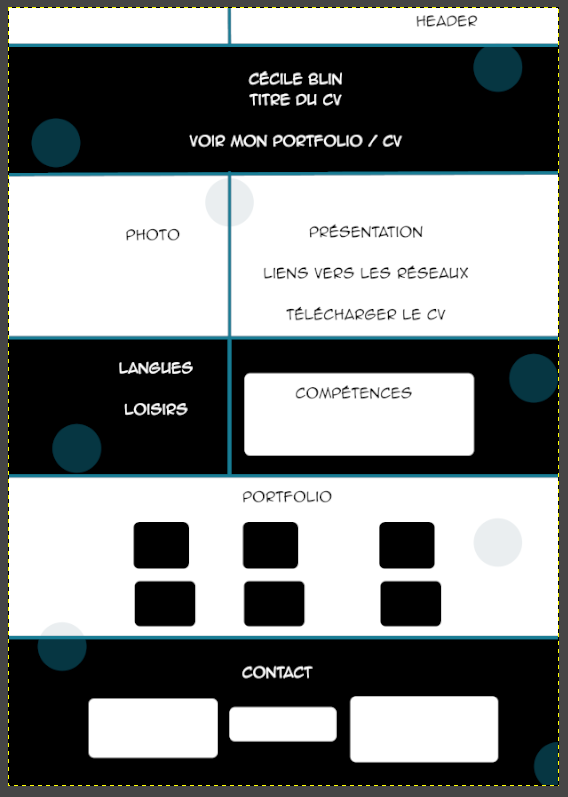 HEADER
CÉCILE BLIN
TITRE DU CV
VOIR MON PORTFOLIO / CV
PHOTO
PRÉSENTATION
LIENS VERS LES RÉSEAUX
TÉLÉCHARGER LE CV
LANGUES
LOISIRS
COMPÉTENCES
PORTFOLIO
CONTACT